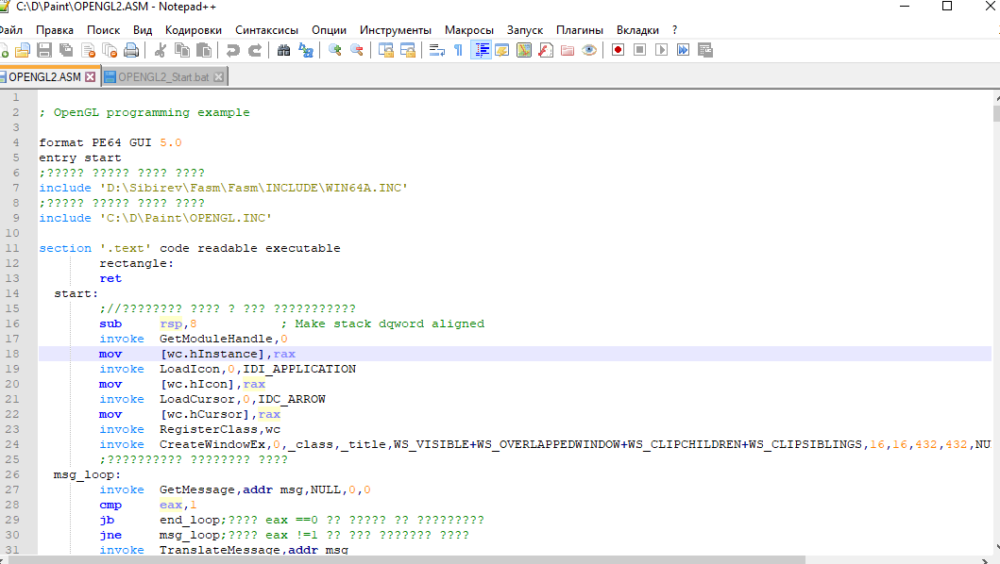 C:\D\Paint\OPENGL2.ASM - Notepad++
Файл Правка Поиск Вид Кодировки Синтаксисы Опции Инструменты Макросы Запуск Плагины Вкладки ?
OPENGL2.ASM OPENGL2_Start.bat
1
2 ; OpenGL programming example
3
4 format PE64 GUI 5.0
5 entry start
6 ;????? ????? ???? ????
7 include 'D:\Sibirev\Fasm\Fasm\INCLUDE\WIN64A.INC'
8 ;????? ????? ???? ????
9 include 'C:\D\Paint\OPENGL.INC'
10
11 section '.text' code readable executable
12 rectangle:
13 ret
14 start:
15 ;//???????? ???? ? ??? ???????????
16 sub rsp,8 ; Make stack dqword aligned
17 invoke GetModuleHandle,0
18 mov [wc.hInstance],rax
19 invoke LoadIcon,0,IDI_APPLICATION
20 mov [wc.hIcon],rax
21 invoke LoadCursor,0,IDC_ARROW
22 mov [wc.hCursor],rax
23 invoke RegisterClass,wc
24 invoke CreateWindowEx,0,_class,_title,WS_VISIBLE+WS_OVERLAPPEDWINDOW+WS_CLIPCHILDREN+WS_CLIPSIBLINGS,16,16,432,432,NU
25 ;?????????? ???????? ????
26 msg_loop:
27 invoke GetMessage,addr msg,NULL,0,0
28 cmp eax,1
29 jb end_loop;???? eax ==0 ?? ????? ?? ?????????
30 jne msg_loop;???? eax !=1 ?? ??? ??????? ????
31 invoke TranslateMessage,addr msg